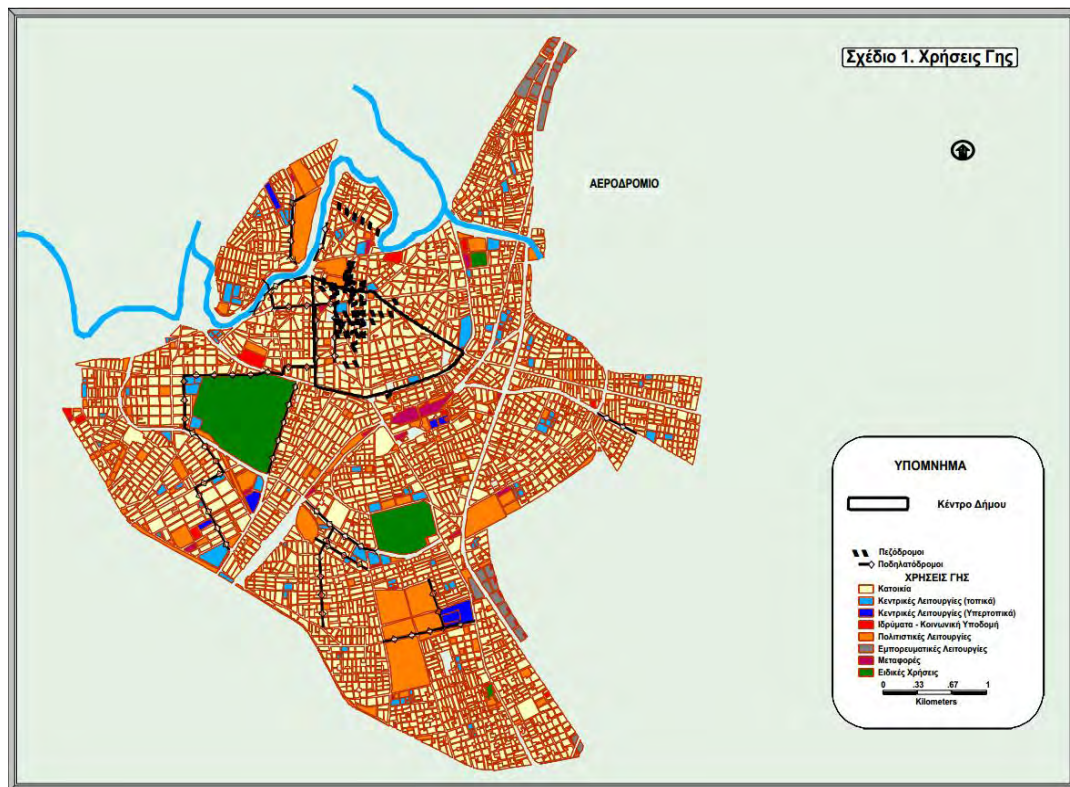 Σχέδιο 1. Χρήσεις Γης
ΑΕΡΟΔΡΟΜΙΟ
ΥΠΟΜΝΗΜΑ
Κέντρο Δήμου
Πεζόδρομοι
Ποδηλατόδρομοι
ΧΡΗΣΕΙΣ ΓΗΣ
Κατοικία
Κεντρικές Λειτουργίες (τοπικά)
Κεντρικές Λειτουργίες (Υπερτοπικά)
Ιδρύματα - Κοινωνική Υποδομή
Πολιτιστικές Λειτουργίες
Εμπορευματικές Λειτουργίες
Μεταφορές
Ειδικές Χρήσεις
0 .33 .67 1
Kilometers